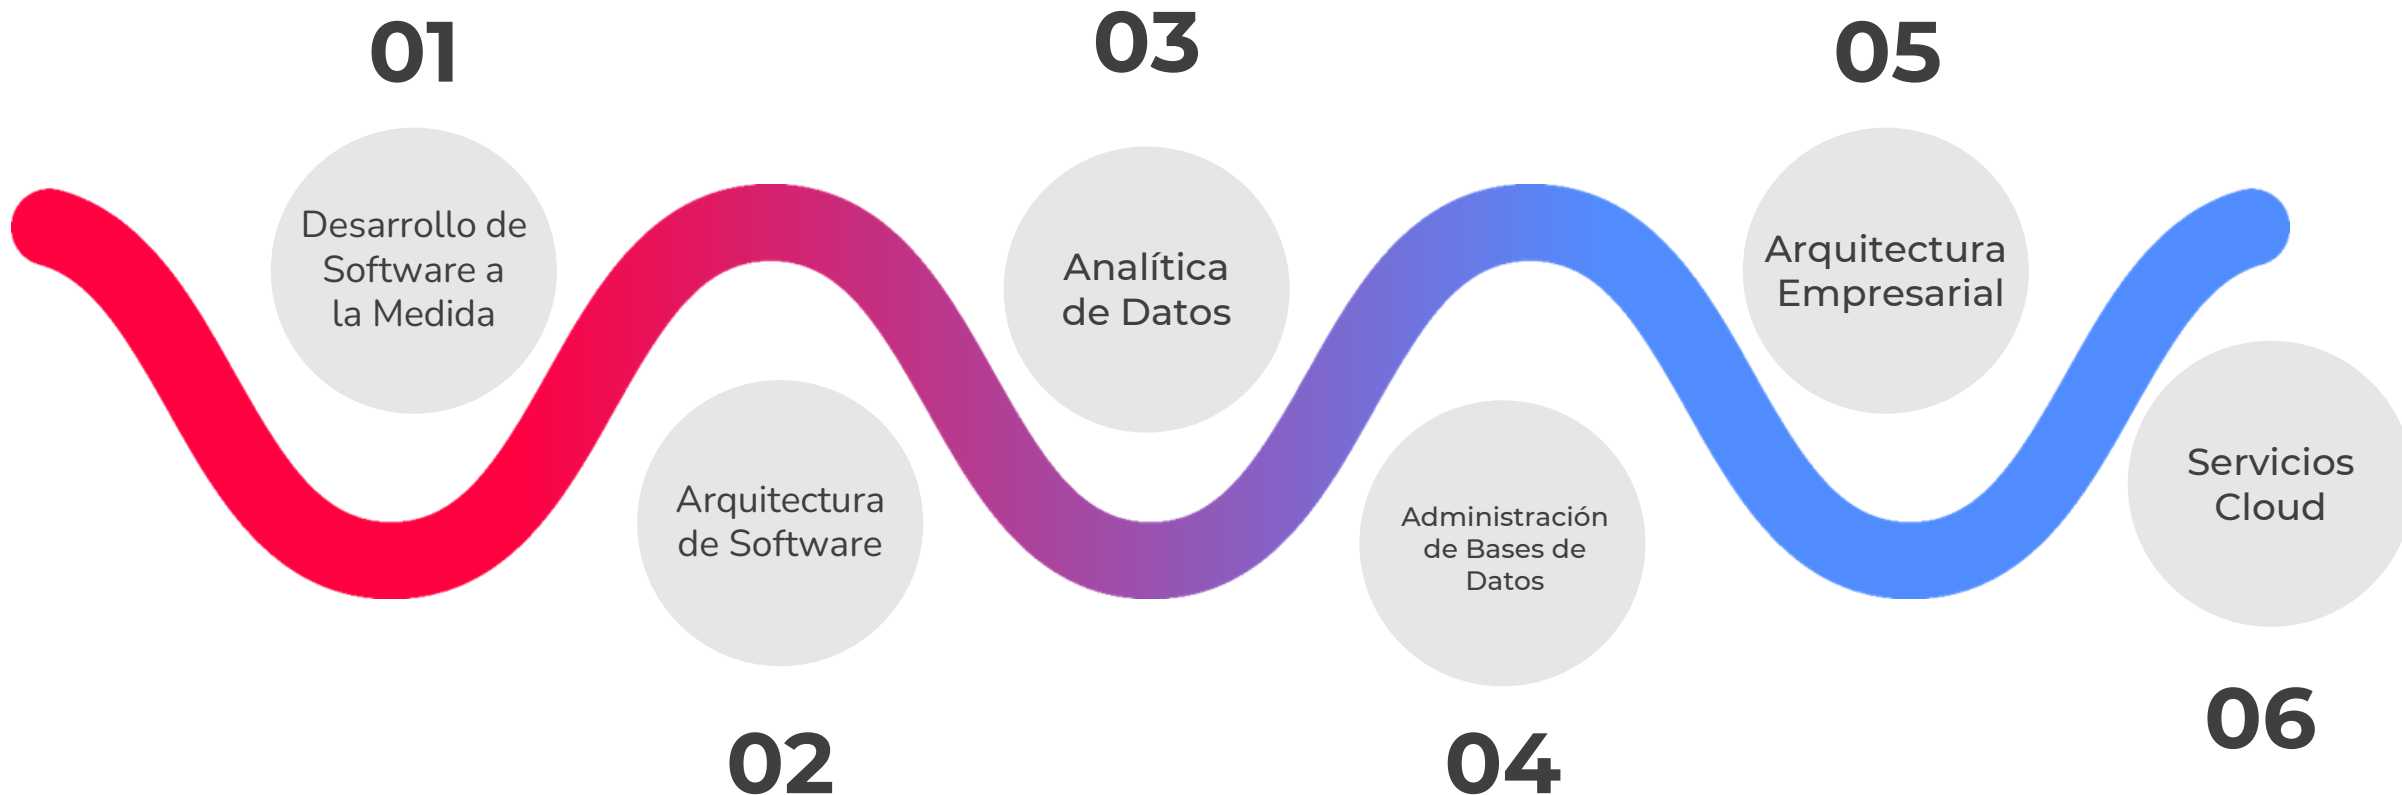 01
Desarrollo de
Software a
la Medida
02
Arquitectura
de Software
03
Analítica
de Datos
04
Administración
de Bases de
Datos
05
Arquitectura
Empresarial
06
Servicios
Cloud